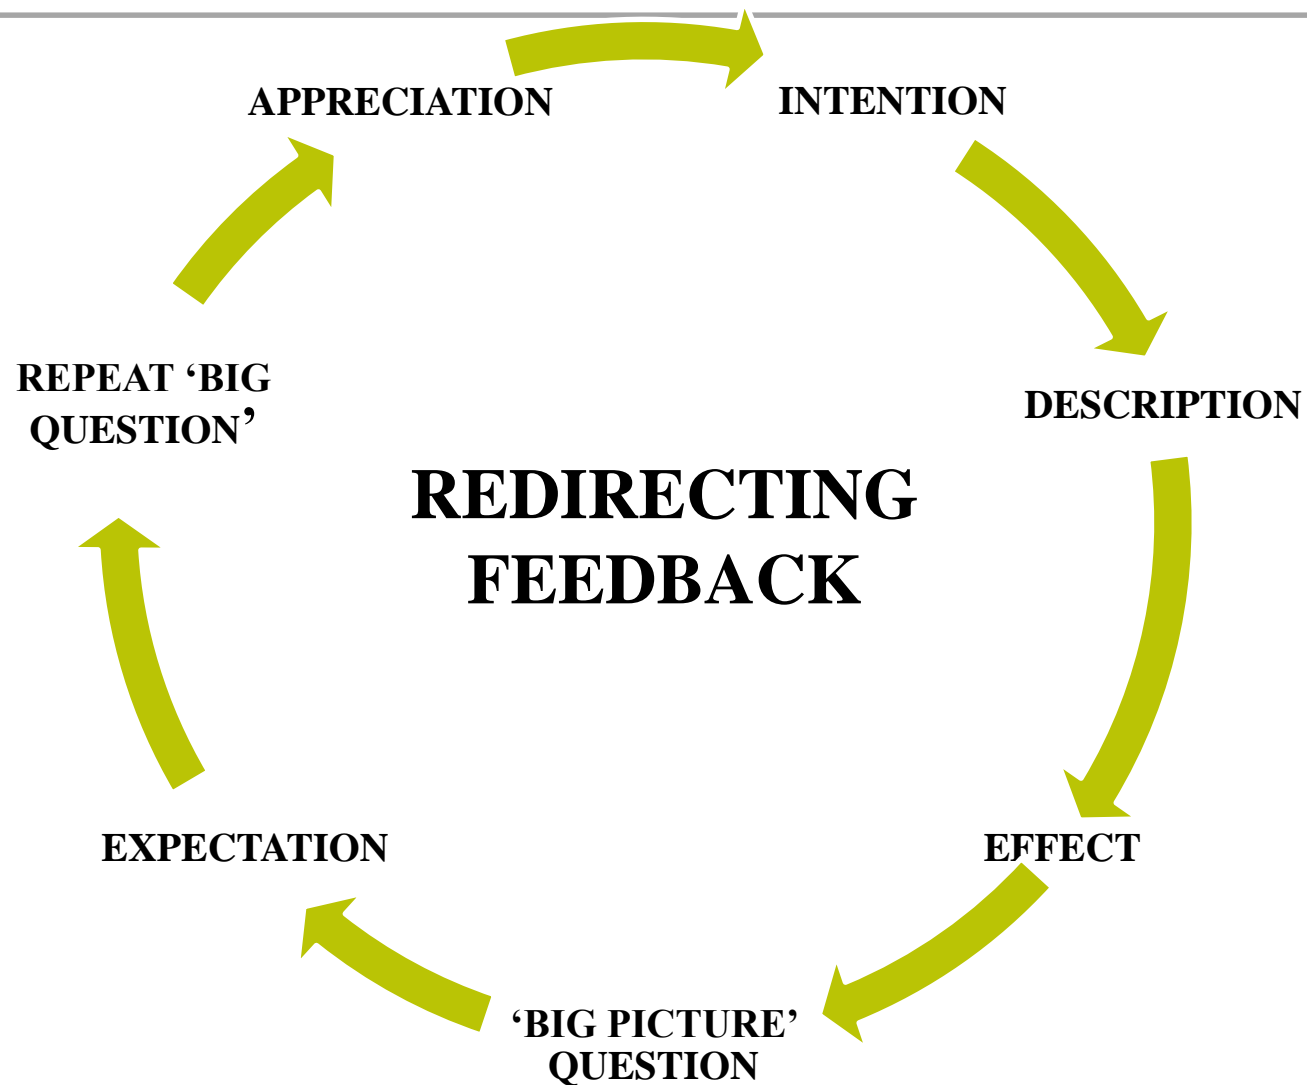 APPRECIATION
INTENTION
DESCRIPTION
EFFECT
‘BIG PICTURE’
QUESTION
EXPECTATION
REPEAT ‘BIG
QUESTION’
REDIRECTING
FEEDBACK